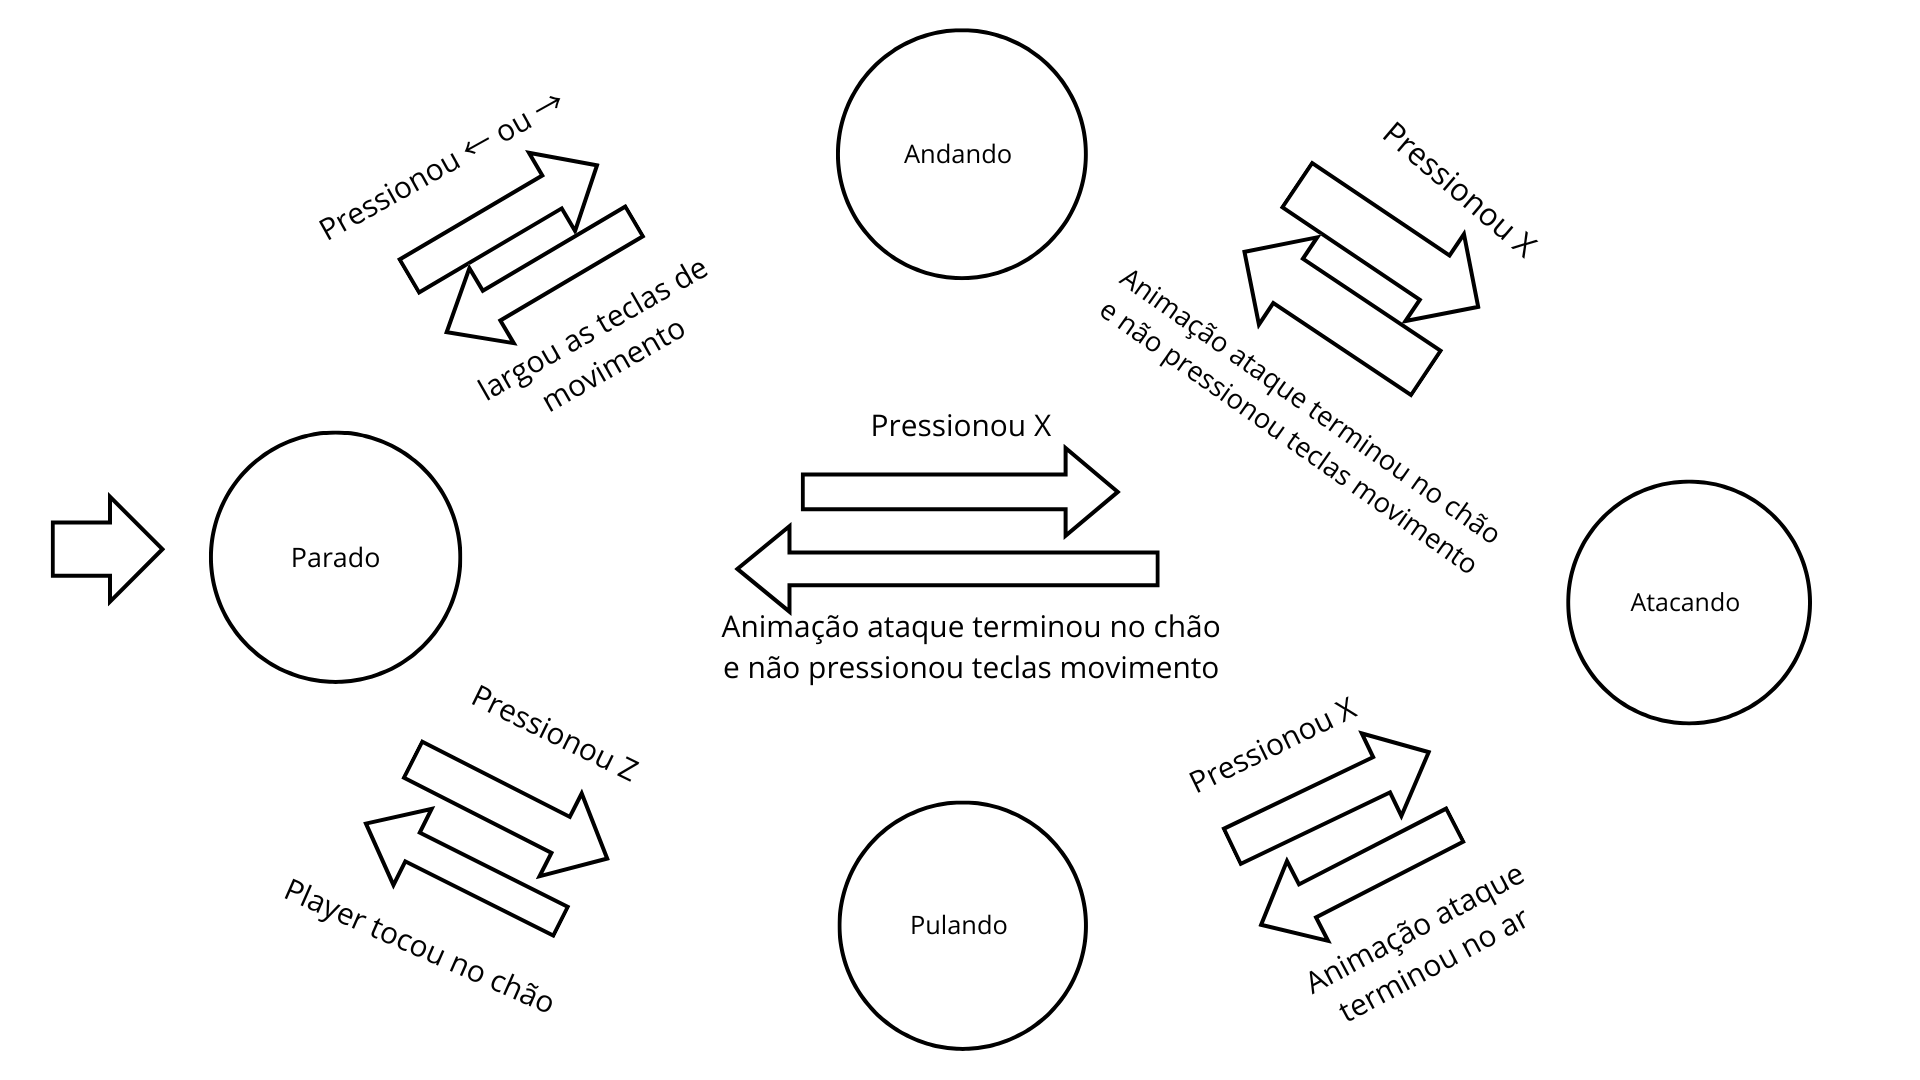 Andando
Pressionou ← ou →
largou as teclas de
movimento
Pressionou X
Animação ataque terminou no chão
e não pressionou teclas movimento
Pressionou X
Animação ataque terminou no chão
e não pressionou teclas movimento
Parado
Atacando
Pressionou Z
Player tocou no chão
Pulando
Pressionou X
Animação ataque
terminou no ar